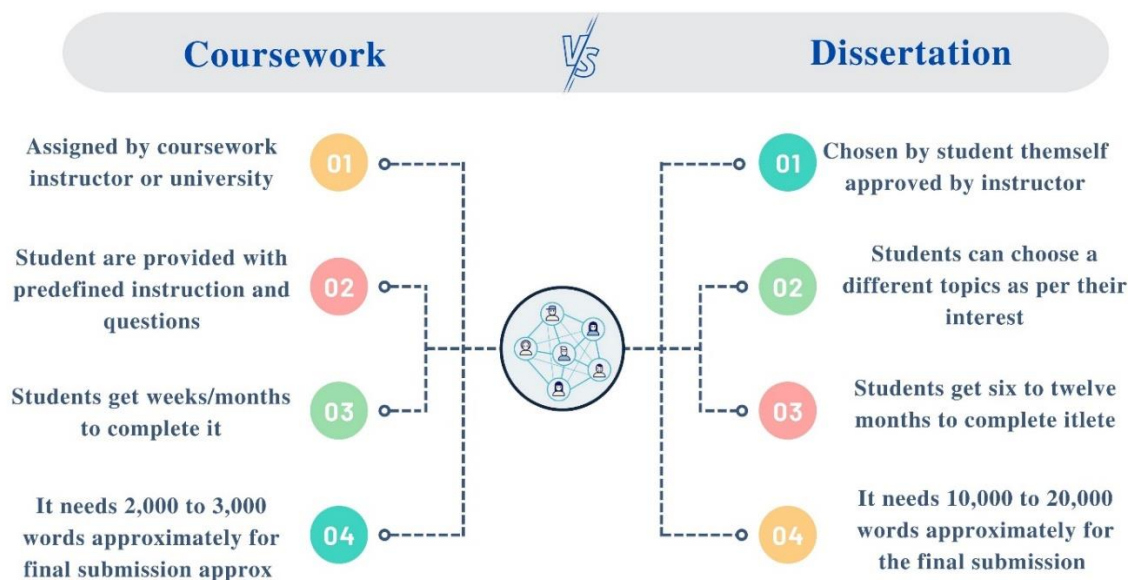 Coursework
VS
Dissertation
Assigned by coursework
instructor or university
01
Student are provided with
predefined instruction and
questions
02
Students get weeks/months
to complete it
03
It needs 2,000 to 3,000
words approximately for
final submission approx
04
01
Chosen by student themself
approved by instructor
02
Students can choose a
different topics as per their
interest
03
Students get six to twelve
months to complete itlete
04
It needs 10,000 to 20,000
words approximately for
the final submission